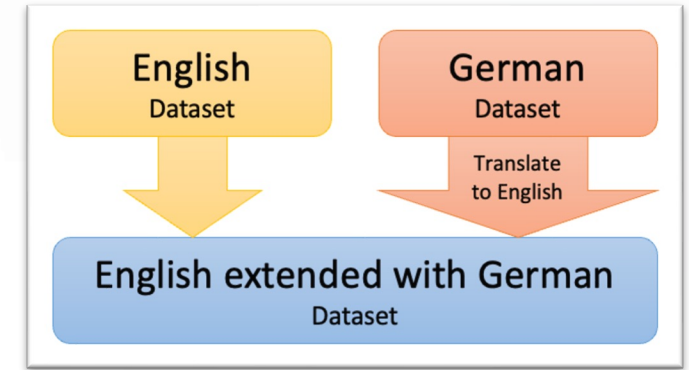 English
Dataset
German
Dataset
Translate
to English
English extended with German
Dataset